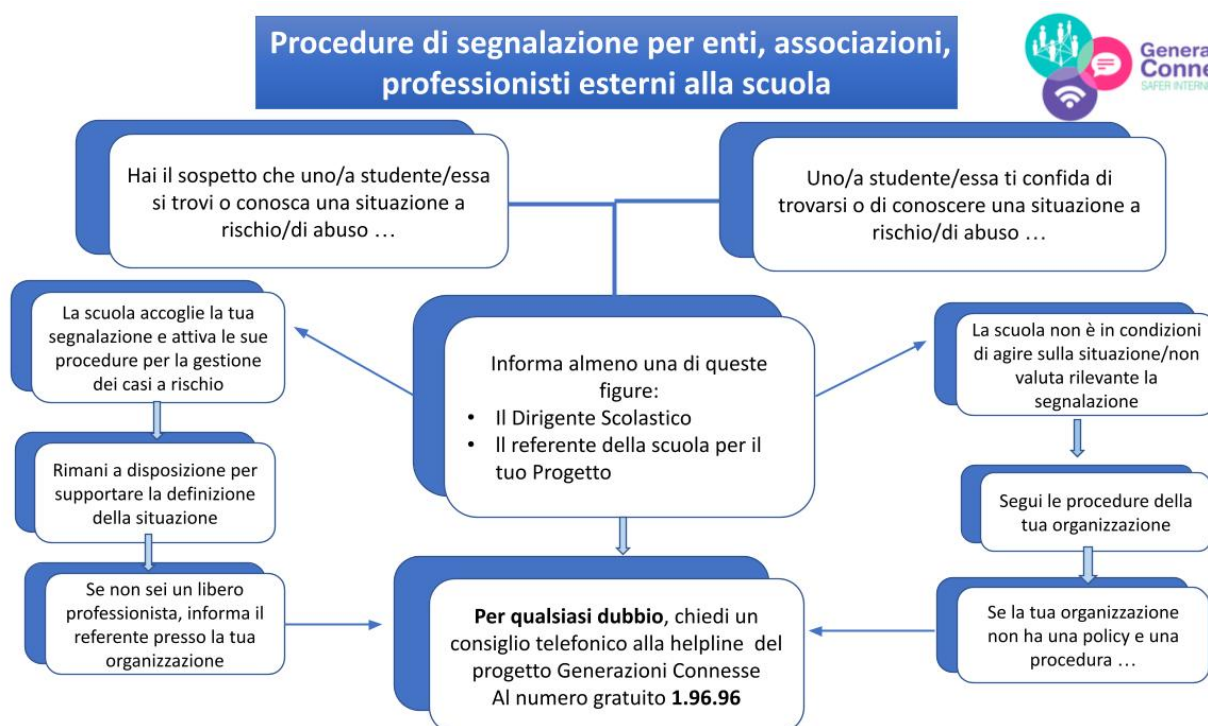 Procedure di segnalazione per enti, associazioni,
professionisti esterni alla scuola
Genera
Conne
SAFER INTERN
Hai il sospetto che uno/a studente/essa
si trovi o conosca una situazione a
rischio/di abuso …
Uno/a studente/essa ti confida di
trovarsi o di conoscere una situazione a
rischio/di abuso …
La scuola accoglie la tua
segnalazione e attiva le sue
procedure per la gestione
dei casi a rischio
Informa almeno una di queste
figure:
• Il Dirigente Scolastico
• Il referente della scuola per il
tuo Progetto
La scuola non è in condizioni
di agire sulla situazione/non
valuta rilevante la
segnalazione
Rimani a disposizione per
supportare la definizione
della situazione
Segui le procedure della
tua organizzazione
Se non sei un libero
professionista, informa il
referente presso la tua
organizzazione
Per qualsiasi dubbio, chiedi un
consiglio telefonico alla helpline del
progetto Generazioni Connesse
Al numero gratuito 1.96.96
Se la tua organizzazione
non ha una policy e una
procedura …